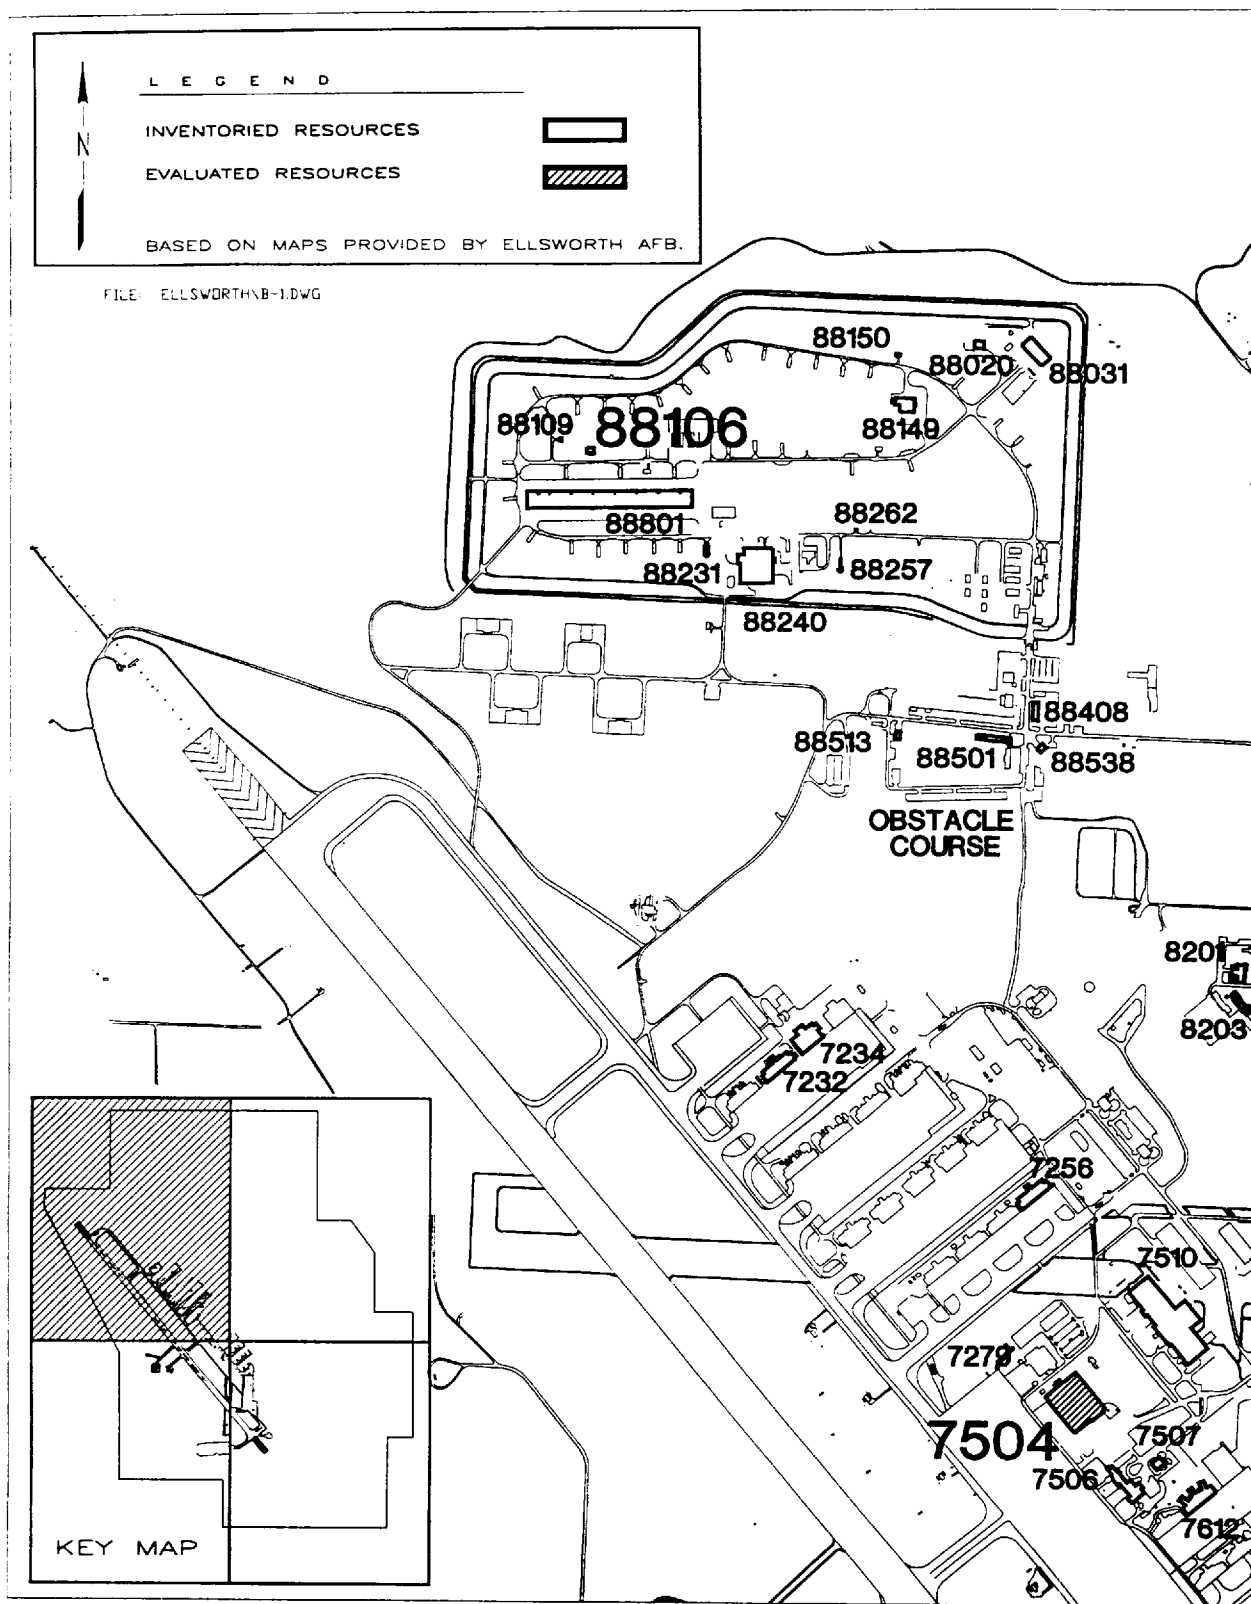 L E G E N D
N
INVENTORIED RESOURCES
EVALUATED RESOURCES
BASED ON MAPS PROVIDED BY ELLSWORTH AFB.
FILE: ELLSWORTH\B-1.DWG
88150
88020
88031
88109
88106
88149
88801
88262
88231
88257
88240
88408
88513
88501
88538
OBSTACLE
COURSE
8201
8203
7234
7232
7256
7510
7279
7504
7507
7506
7612
KEY MAP